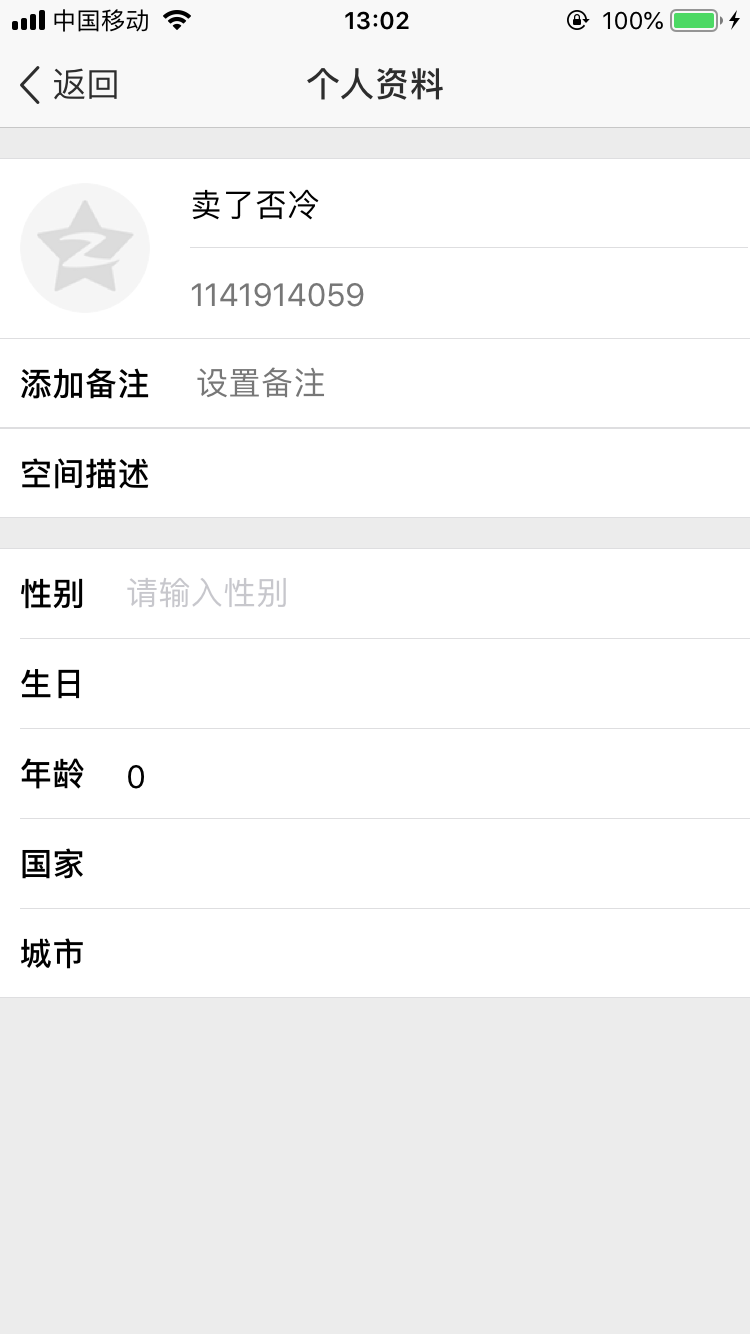 中国移动 13:02 100%
返回 个人资料
卖了否冷
1141914059
添加备注 设置备注
空间描述
性别 请输入性别
生日
年龄 0
国家
城市